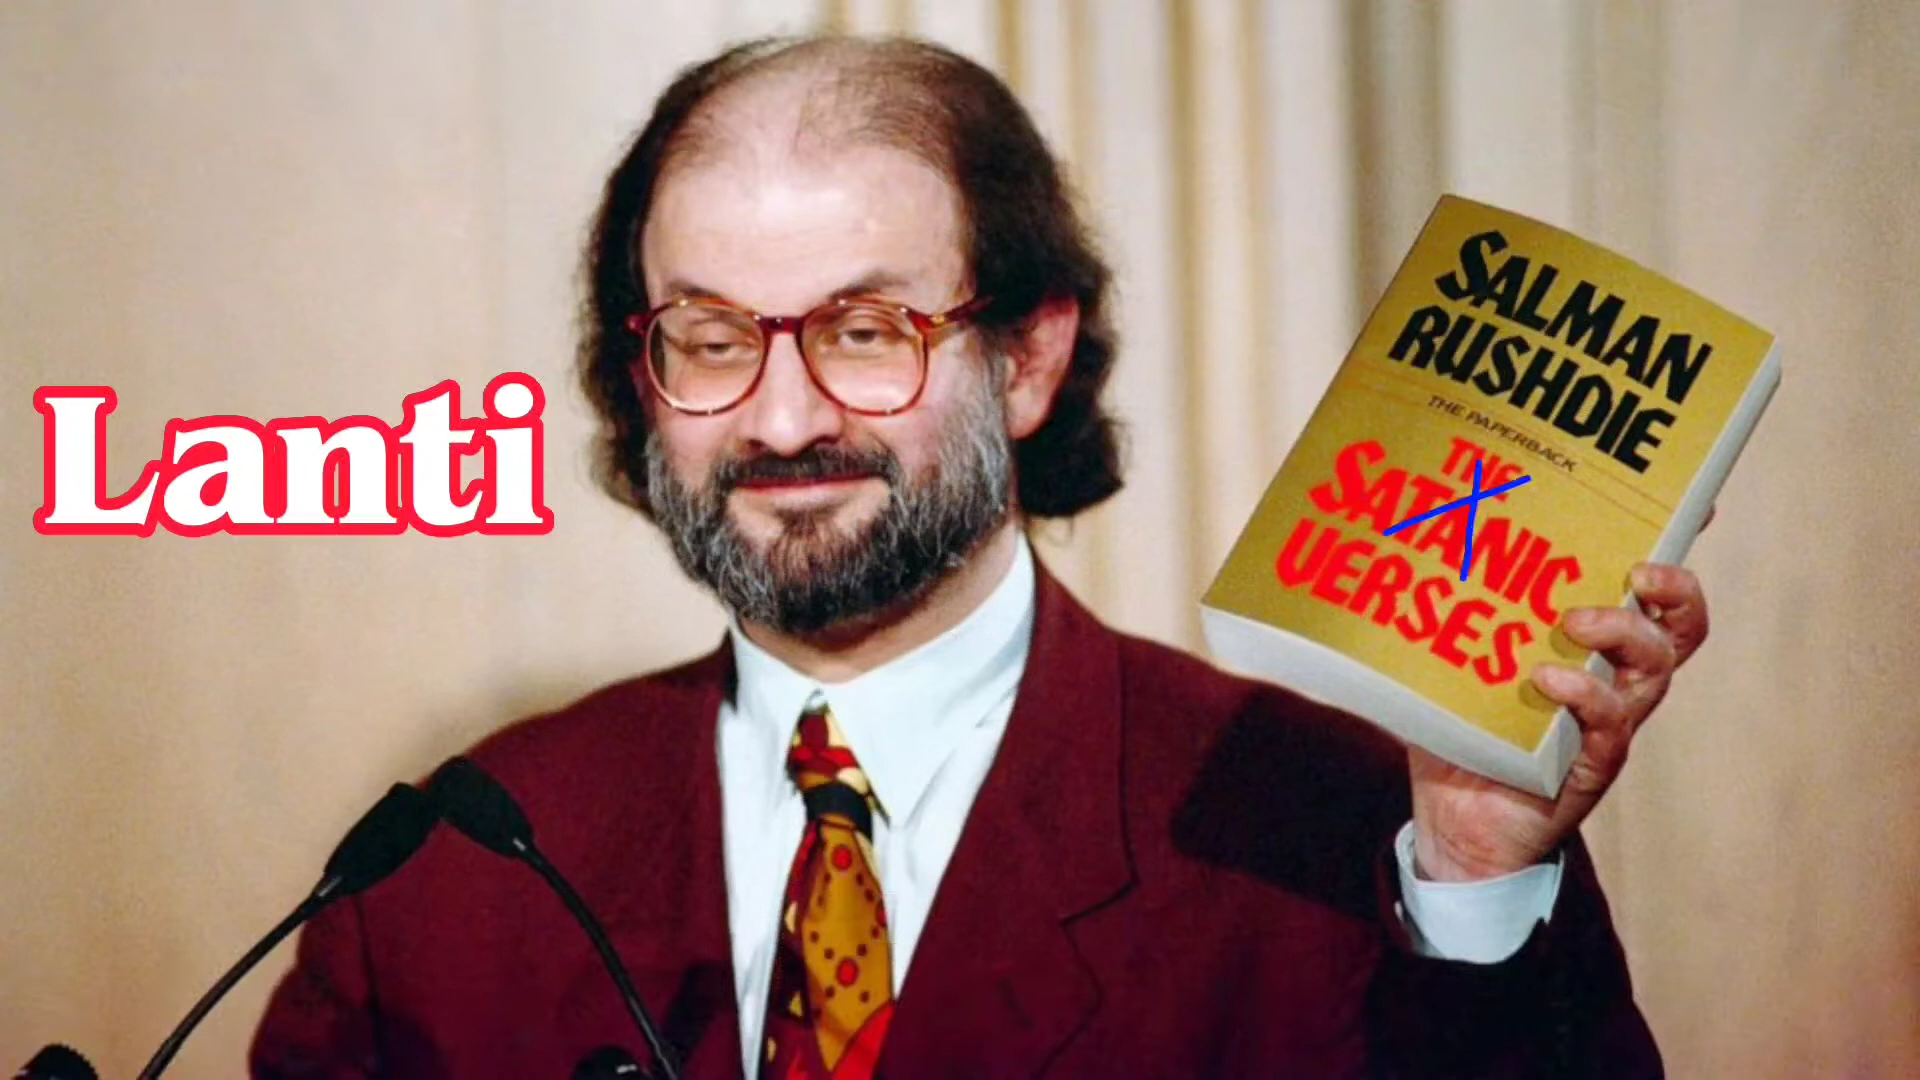 Lanti
SALMAN
RUSHDIE
THE PAPERBACK
THE
SATANIC
VERSES